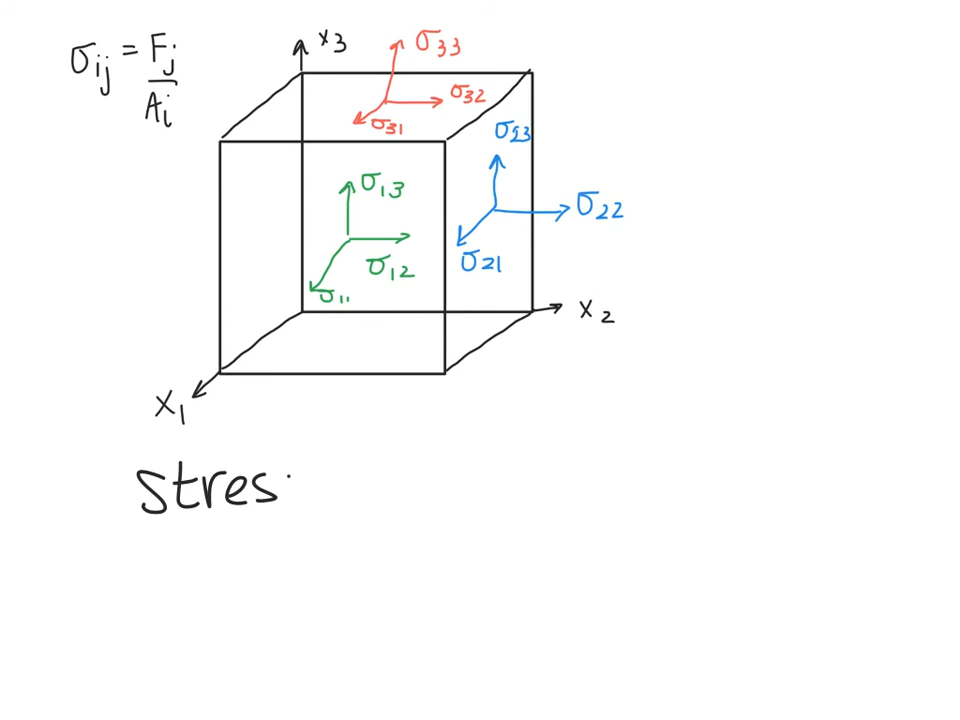 σij = Fj / Ai
x3
σ33
σ32
σ31
σ23
σ13
σ22
σ12
σ21
σ11
x2
x1
stres